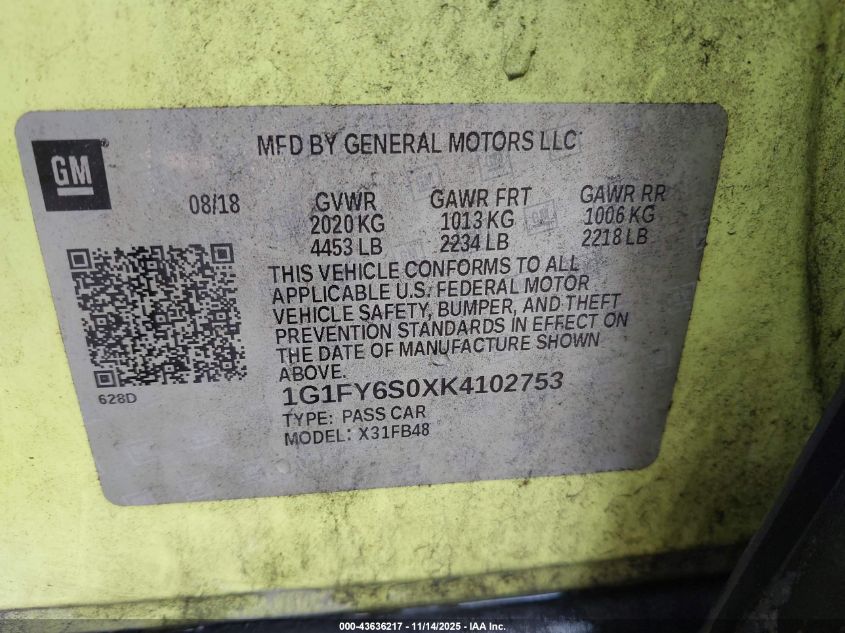 MFD BY GENERAL MOTORS LLC
GM
08/18 GVWR GAWR FRT GAWR RR
2020 KG 1013 KG 1006 KG
4453 LB 2234 LB 2218 LB
THIS VEHICLE CONFORMS TO ALL
APPLICABLE U.S. FEDERAL MOTOR
VEHICLE SAFETY, BUMPER, AND THEFT
PREVENTION STANDARDS IN EFFECT ON
THE DATE OF MANUFACTURE SHOWN
ABOVE.
628D
1G1FY6S0XK4102753
TYPE: PASS CAR
MODEL: X31FB48
000-43636217 — 11/14/2025 — IAA Inc.